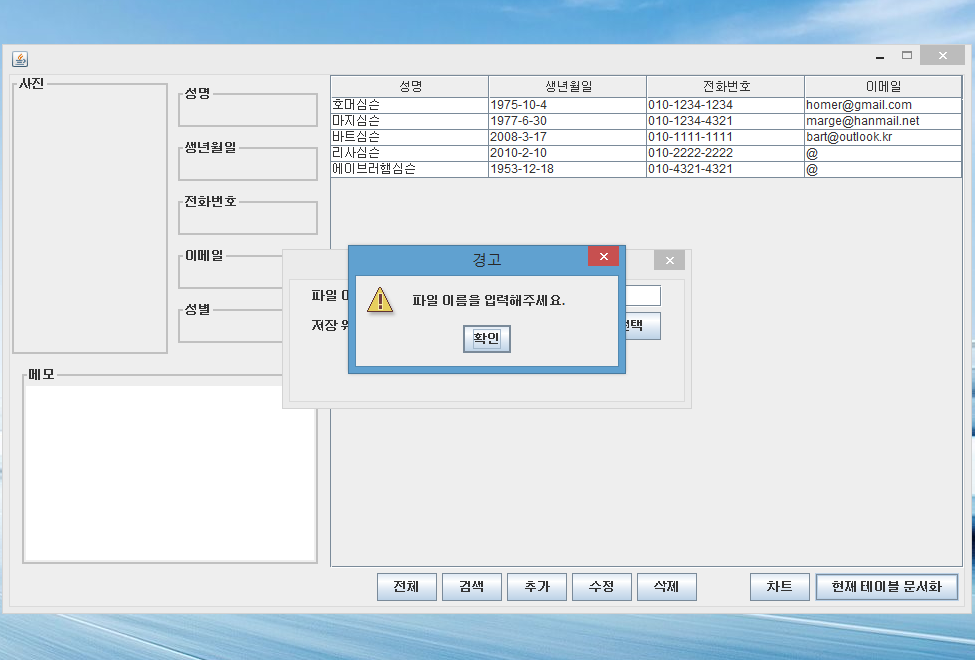 사진
성명
생년월일
전화번호
이메일
성별
메모
성명 생년월일 전화번호 이메일
호머심슨 1975-10-4 010-1234-1234 homer@gmail.com
마지심슨 1977-6-30 010-1234-4321 marge@hanmail.net
바트심슨 2008-3-17 010-1111-1111 bart@outlook.kr
리사심슨 2010-2-10 010-2222-2222 @
에이브러햄심슨 1953-12-18 010-4321-4321 @
파일
저장
경고
파일 이름을 입력해주세요.
확인
전체 검색 추가 수정 삭제 차트 현재 테이블 문서화